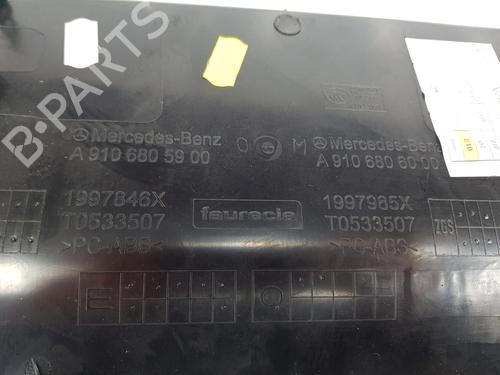 B-PARTS
Mercedes-Benz O M Mercedes-Benz
A 910 680 59 00 A 910 680 60 00
1997846X faurecia 1997985X
T0533507 T0533507
>PC-ABS< >PC-ABS<
ZGS
E